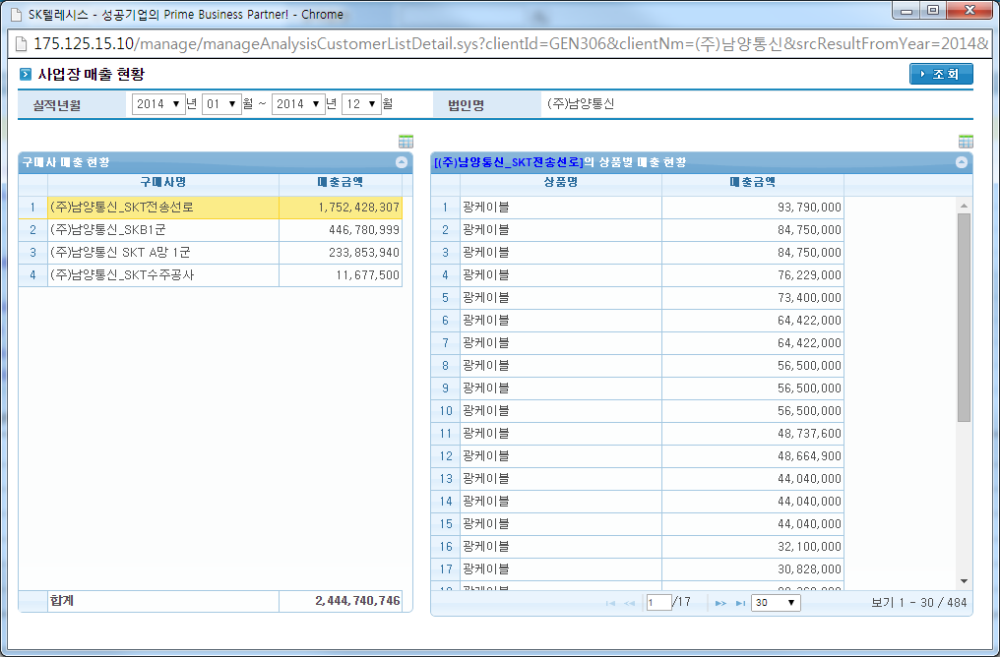 SK텔레시스 - 성공기업의 Prime Business Partner! - Chrome
175.125.15.10/manage/manageAnalysisCustomerListDetail.sys?clientId=GEN306&clientNm=(주)남양통신&srcResultFromYear=2014&
사업장 매출 현황
조 회
실적년월 2014 년 01 월 ~ 2014 년 12 월 법인명 (주)남양통신
구매사 매출 현황
구매사명 매출금액
1 (주)남양통신_SKT전송선로 1,752,428,307
2 (주)남양통신_SKB1군 446,780,999
3 (주)남양통신 SKT A망 1군 233,853,940
4 (주)남양통신_SKT수주공사 11,677,500
합계 2,444,740,746
[(주)남양통신_SKT전송선로]의 상품별 매출 현황
상품명 매출금액
1 광케이블 93,790,000
2 광케이블 84,750,000
3 광케이블 84,750,000
4 광케이블 76,229,000
5 광케이블 73,400,000
6 광케이블 64,422,000
7 광케이블 64,422,000
8 광케이블 56,500,000
9 광케이블 56,500,000
10 광케이블 56,500,000
11 광케이블 48,737,600
12 광케이블 48,664,900
13 광케이블 44,040,000
14 광케이블 44,040,000
15 광케이블 44,040,000
16 광케이블 32,100,000
17 광케이블 30,828,000
1 /17 30 보기 1 - 30 / 484